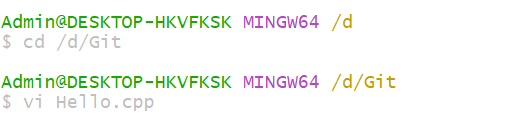 Admin@DESKTOP-HKVFKSK MINGW64 /d
$ cd /d/Git
Admin@DESKTOP-HKVFKSK MINGW64 /d/Git
$ vi Hello.cpp